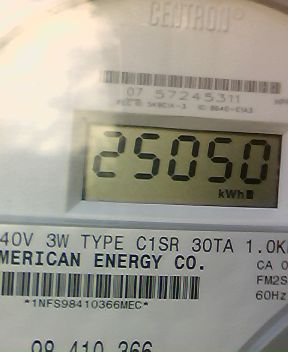 CENTRON®
07 57245311
25050
kWh
40V 3W TYPE C1SR 30TA 1.0K
MERICAN ENERGY CO.
CA 0
FM2S
60Hz
*1NFS98410366MEC*
98 410 366